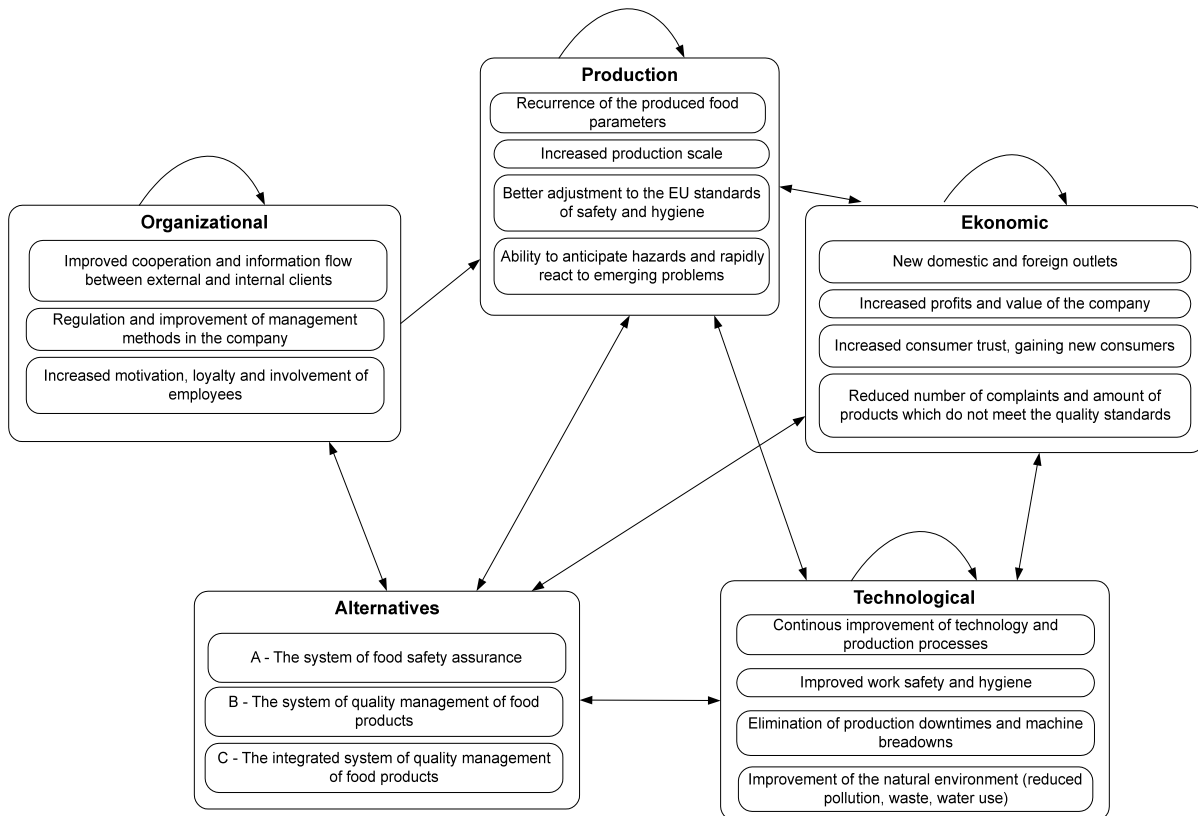 Production
Recurrence of the produced food
parameters
Increased production scale
Better adjustment to the EU standards
of safety and hygiene
Ability to anticipate hazards and rapidly
react to emerging problems
Organizational
Improved cooperation and information flow
between external and internal clients
Regulation and improvement of management
methods in the company
Increased motivation, loyalty and involvement of
employees
Ekonomic
New domestic and foreign outlets
Increased profits and value of the company
Increased consumer trust, gaining new consumers
Reduced number of complaints and amount of
products which do not meet the quality standards
Alternatives
A - The system of food safety assurance
B - The system of quality management of food
products
C - The integrated system of quality management
of food products
Technological
Continous improvement of technology and
production processes
Improved work safety and hygiene
Elimination of production downtimes and machine
breadowns
Improvement of the natural environment (reduced
pollution, waste, water use)